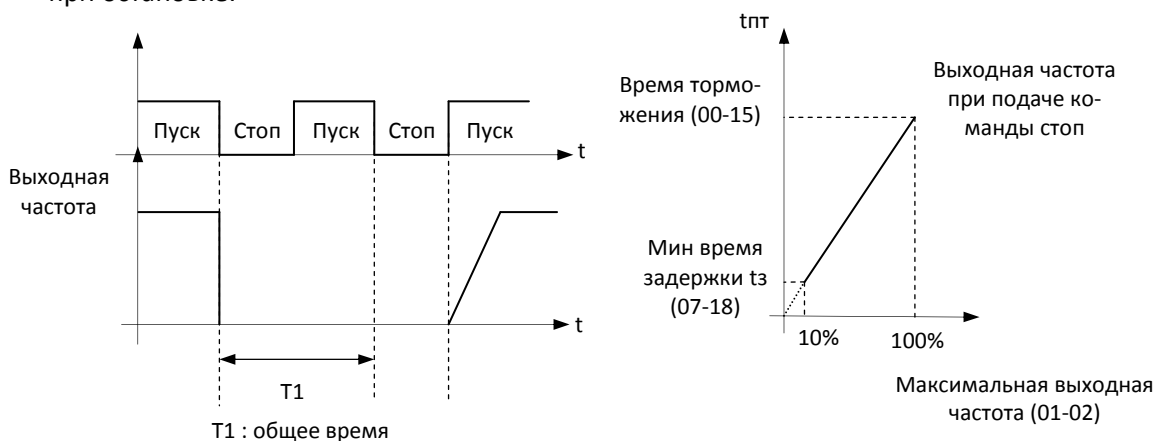 при остановке.
Пуск
Стоп
Пуск
Стоп
Пуск
t
Выходная
частота
t
T1
T1 : общее время
tпт
Время тормо-
жения (00-15)
Выходная частота
при подаче ко-
манды стоп
Мин время
задержки tз
(07-18)
10%
100%
Максимальная выходная
частота (01-02)